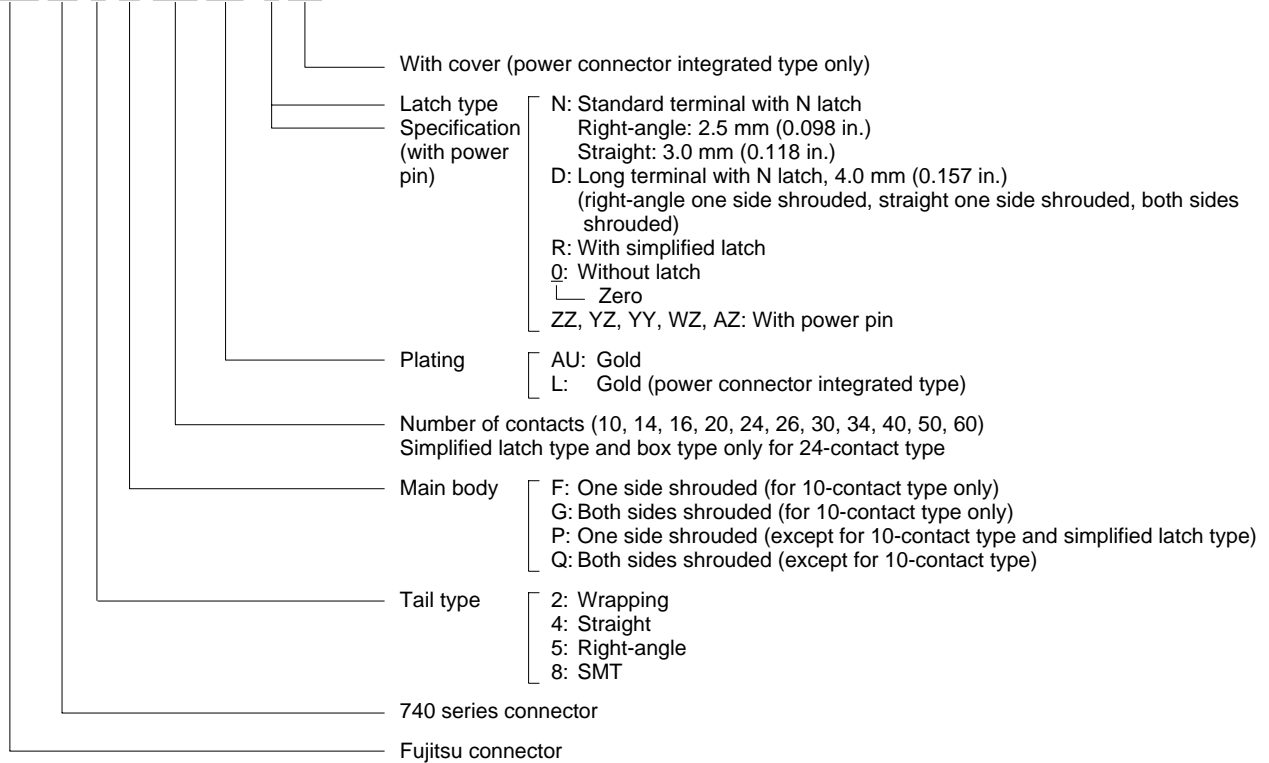 With cover (power connector integrated type only)
Latch type
Specification
(with power
pin)
N: Standard terminal with N latch
Right-angle: 2.5 mm (0.098 in.)
Straight: 3.0 mm (0.118 in.)
D: Long terminal with N latch, 4.0 mm (0.157 in.)
(right-angle one side shrouded, straight one side shrouded, both sides
shrouded)
R: With simplified latch
0: Without latch
Zero
ZZ, YZ, YY, WZ, AZ: With power pin
Plating
AU: Gold
L: Gold (power connector integrated type)
Number of contacts (10, 14, 16, 20, 24, 26, 30, 34, 40, 50, 60)
Simplified latch type and box type only for 24-contact type
Main body
F: One side shrouded (for 10-contact type only)
G: Both sides shrouded (for 10-contact type only)
P: One side shrouded (except for 10-contact type and simplified latch type)
Q: Both sides shrouded (except for 10-contact type)
Tail type
2: Wrapping
4: Straight
5: Right-angle
8: SMT
740 series connector
Fujitsu connector